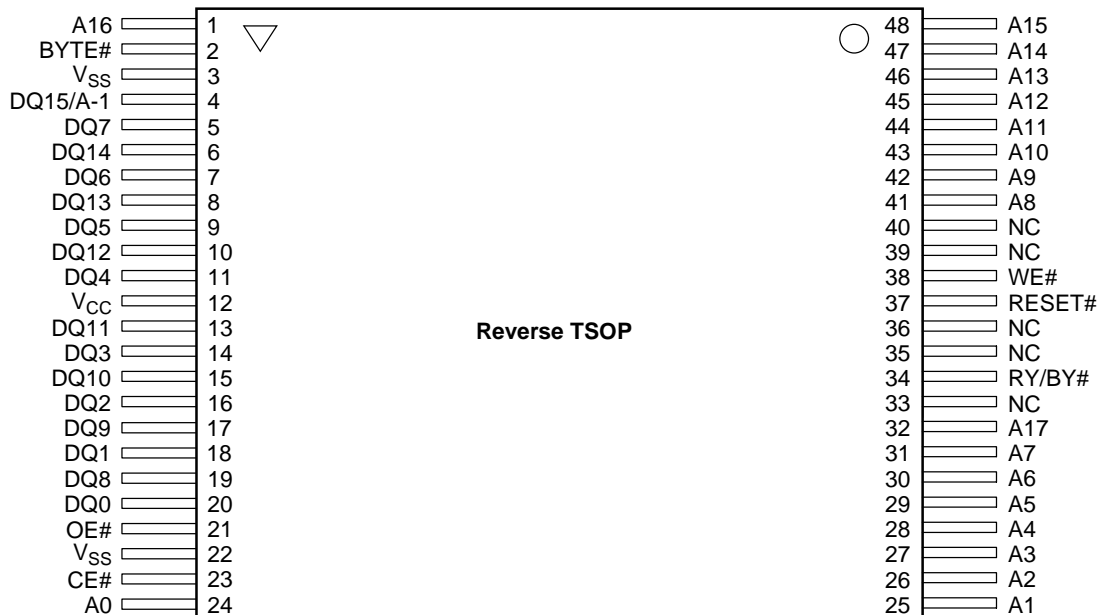 A16 1 48 A15
BYTE# 2 47 A14
VSS 3 46 A13
DQ15/A-1 4 45 A12
DQ7 5 44 A11
DQ14 6 43 A10
DQ6 7 42 A9
DQ13 8 41 A8
DQ5 9 40 NC
DQ12 10 39 NC
DQ4 11 38 WE#
VCC 12 37 RESET#
DQ11 13 36 NC
Reverse TSOP
DQ3 14 35 NC
DQ10 15 34 RY/BY#
DQ2 16 33 NC
DQ9 17 32 A17
DQ1 18 31 A7
DQ8 19 30 A6
DQ0 20 29 A5
OE# 21 28 A4
VSS 22 27 A3
CE# 23 26 A2
A0 24 25 A1